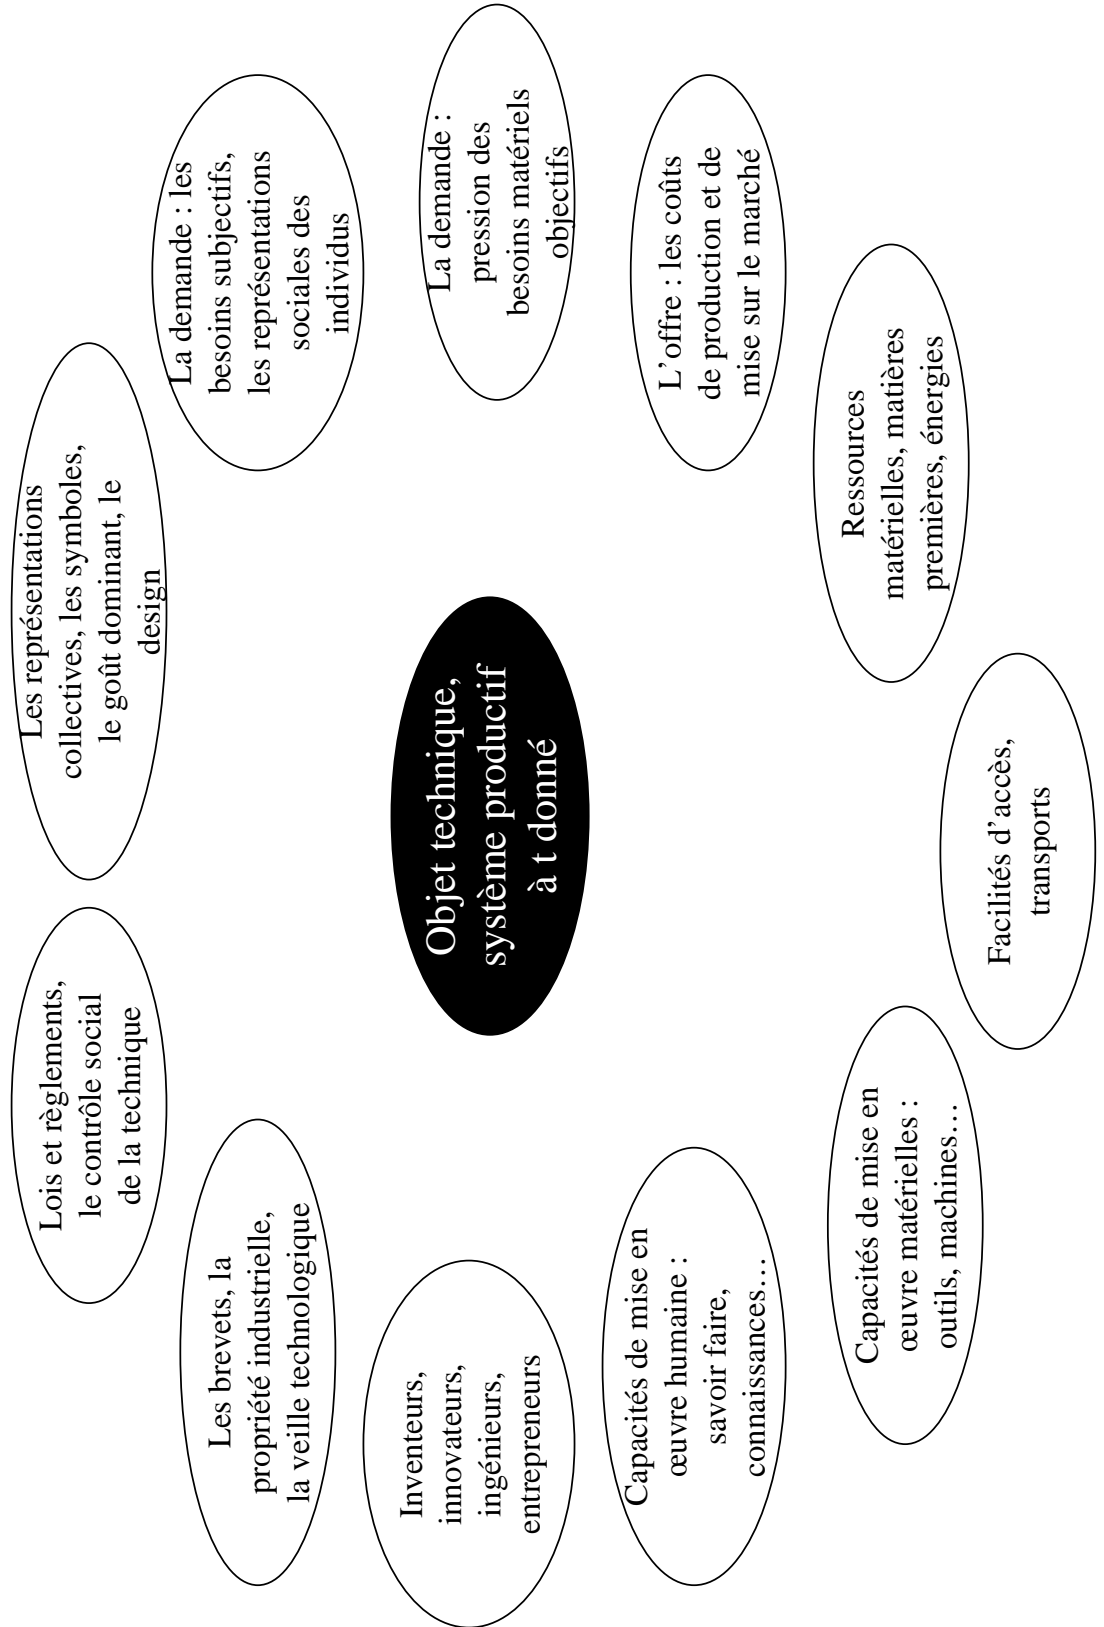 Les représentations
collectives, les symboles,
le goût dominant, le
design
La demande : les
besoins subjectifs,
les représentations
sociales des
individus
La demande :
pression des
besoins matériels
objectifs
L’offre : les coûts
de production et de
mise sur le marché
Ressources
matérielles, matières
premières, énergies
Facilités d’accès,
transports
Capacités de mise en
œuvre matérielles :
outils, machines…
Capacités de mise en
œuvre humaine :
savoir faire,
connaissances…
Inventeurs,
innovateurs,
ingénieurs,
entrepreneurs
Les brevets, la
propriété industrielle,
la veille technologique
Lois et règlements,
le contrôle social
de la technique
Objet technique,
système productif
à t donné